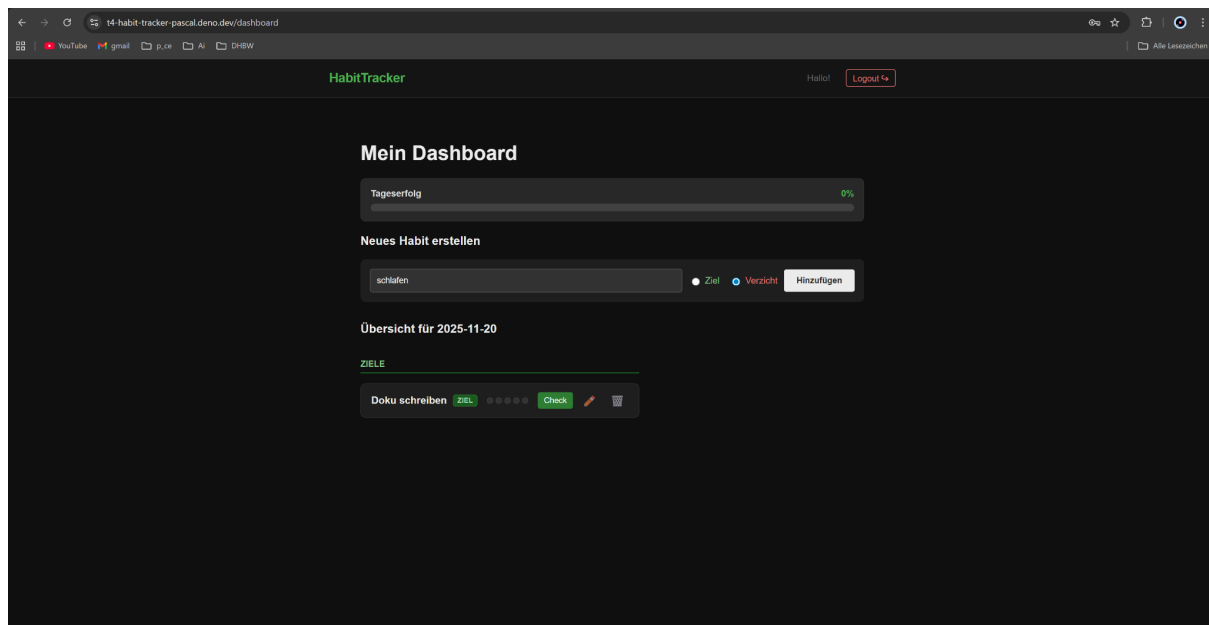 t4-habit-tracker-pascal.deno.dev/dashboard
YouTube gmail p_ce Ai DHBW Alle Lesezeichen
HabitTracker Hallo! Logout
Mein Dashboard
Tageserfolg 0%
Neues Habit erstellen
schlafen Ziel Verzicht Hinzufügen
Übersicht für 2025-11-20
ZIELE
Doku schreiben ZIEL Check